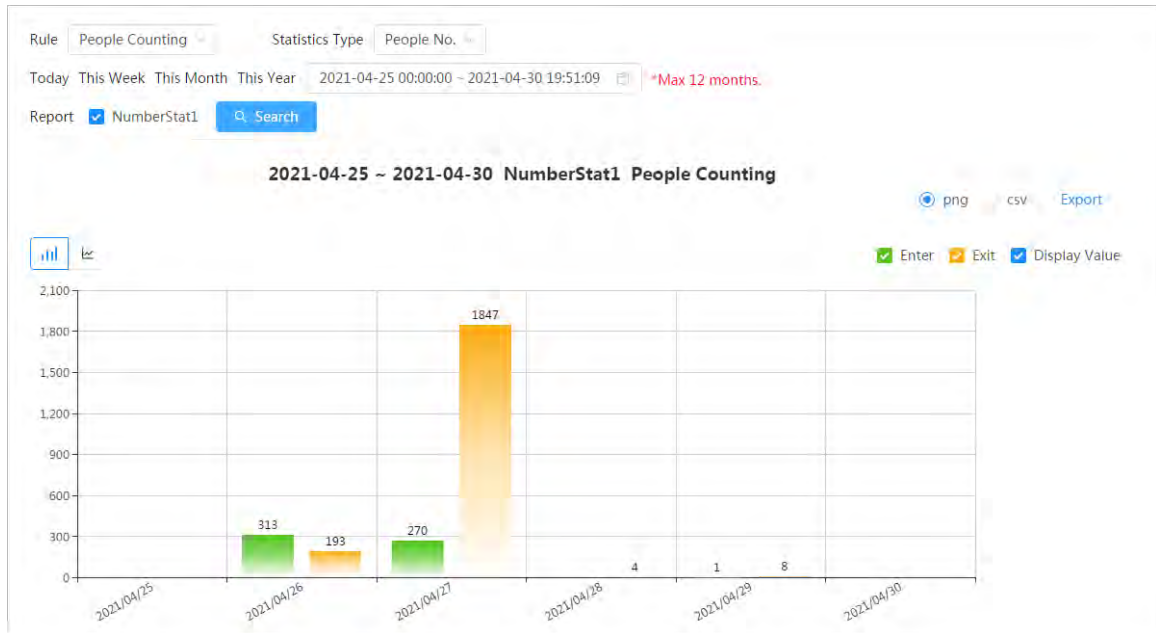 Rule People Counting Statistics Type People No.
Today This Week This Month This Year 2021-04-25 00:00:00 ~ 2021-04-30 19:51:09 *Max 12 months.
Report NumberStat1 Search
2021-04-25 ~ 2021-04-30 NumberStat1 People Counting
png csv Export
Enter Exit Display Value
2,100
1847
1,800
1,500
1,200
900
600
313 193 270
300
4 1 8
0
2021/04/25 2021/04/26 2021/04/27 2021/04/28 2021/04/29 2021/04/30